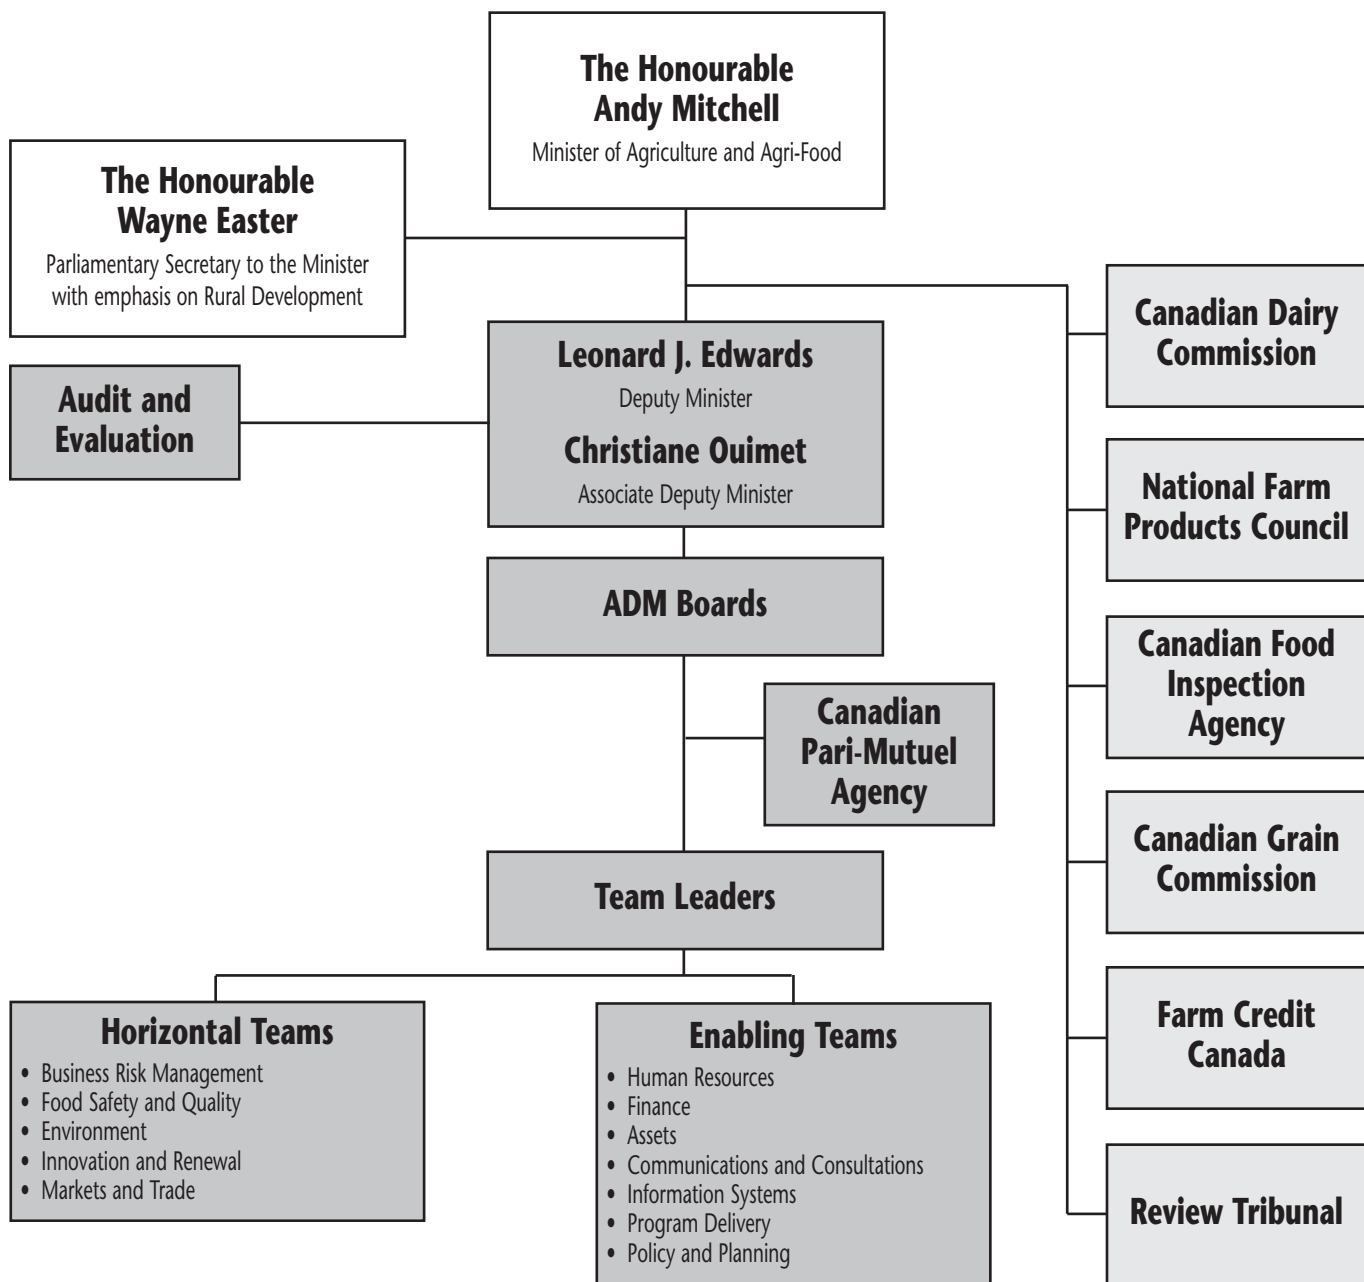 The Honourable
Andy Mitchell
Minister of Agriculture and Agri-Food
The Honourable
Wayne Easter
Parliamentary Secretary to the Minister
with emphasis on Rural Development
Leonard J. Edwards
Deputy Minister
Christiane Ouimet
Associate Deputy Minister
Audit and
Evaluation
ADM Boards
Canadian
Pari-Mutuel
Agency
Team Leaders
Horizontal Teams
• Business Risk Management
• Food Safety and Quality
• Environment
• Innovation and Renewal
• Markets and Trade
Enabling Teams
• Human Resources
• Finance
• Assets
• Communications and Consultations
• Information Systems
• Program Delivery
• Policy and Planning
Canadian Dairy
Commission
National Farm
Products Council
Canadian Food
Inspection
Agency
Canadian Grain
Commission
Farm Credit
Canada
Review Tribunal